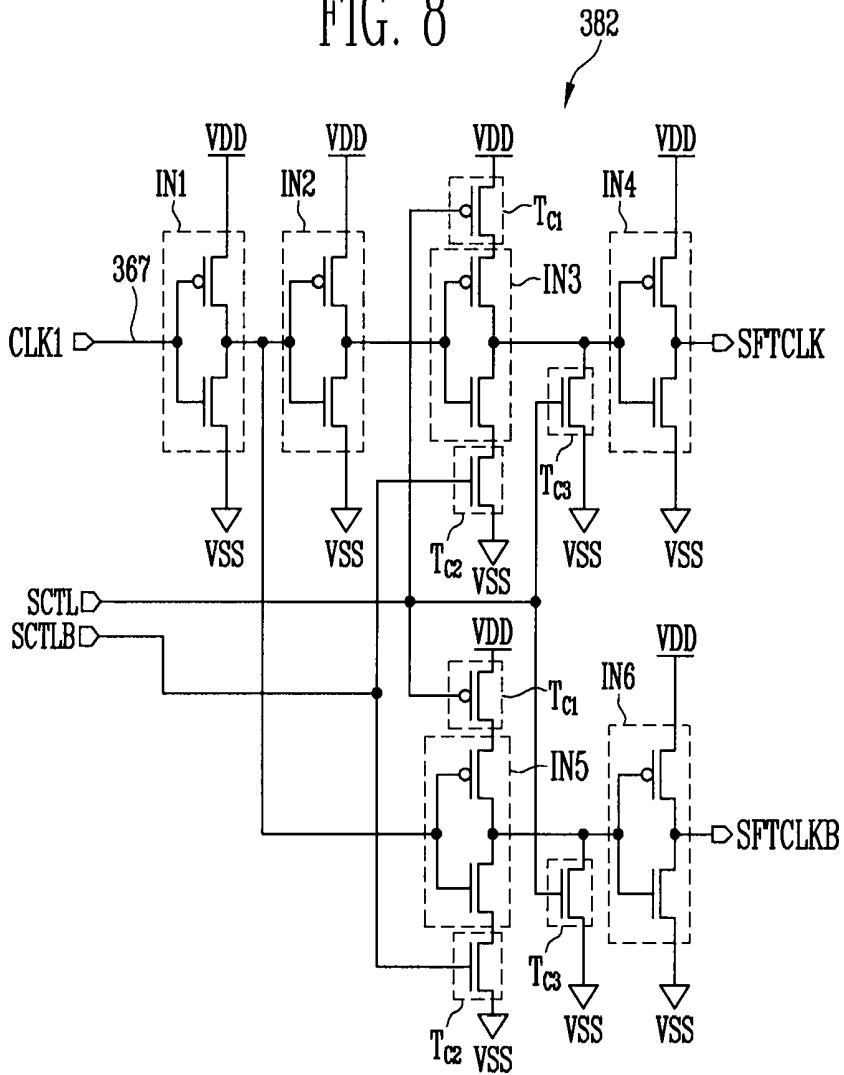 FIG. 8
382
VDD VDD VDD VDD
IN1 IN2 TC1 IN4
367 IN3
CLK1 SFTCLK
TC3
VSS VSS TC2 VSS VSS VSS
SCTL
SCTLB VDD VDD
TC1 IN6
IN5
SFTCLKB
TC3
TC2 VSS VSS VSS